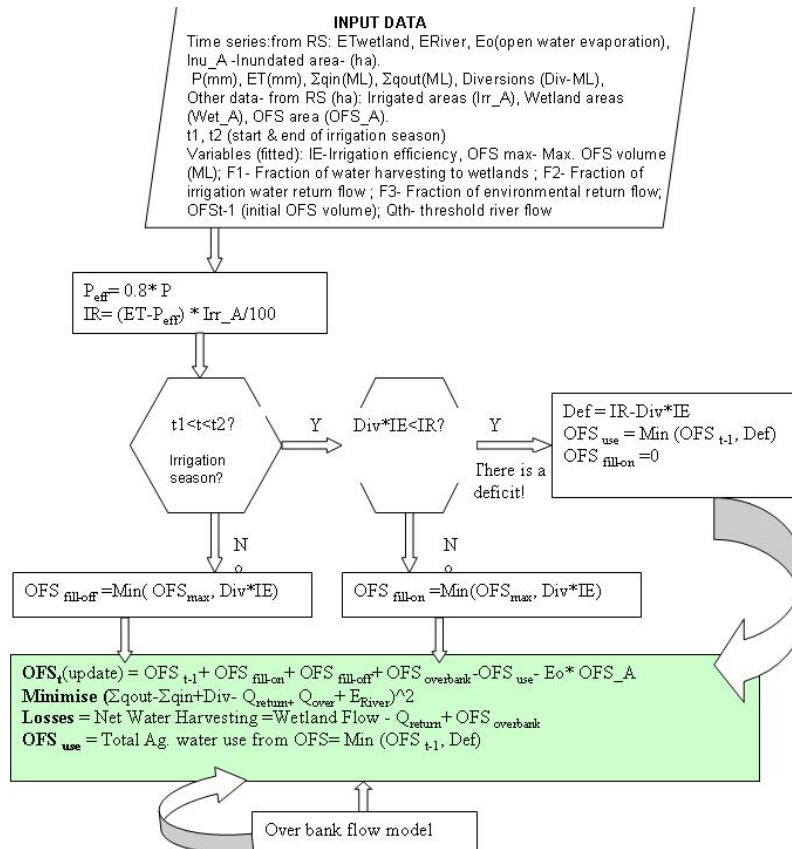 INPUT DATA
Time series:from RS: ETwetland, ERiver, Eo(open water evaporation),
Inu_A -Inundated area- (ha).
P(mm), ET(mm), Σqin(ML), Σqout(ML), Diversions (Div-ML),
Other data- from RS (ha): Irrigated areas (Irr_A), Wetland areas
(Wet_A), OFS area (OFS_A).
t1, t2 (start & end of irrigation season)
Variables (fitted): IE-Irrigation efficiency, OFS max- Max. OFS volume
(ML); F1- Fraction of water harvesting to wetlands ; F2- Fraction of
irrigation water return flow ; F3- Fraction of environmental return flow;
OFSt-1 (initial OFS volume); Qth- threshold river flow
P eff= 0.8* P
IR= (ET-P eff) * Irr_A/100
t1<t<t2?
Irrigation
season?
Y
Div*IE<IR?
Y
There is a
deficit!
Def = IR-Div*IE
OFS use = Min (OFS t-1, Def)
OFS fill-on =0
No
No
OFS fill-off =Min( OFS max, Div*IE)
OFS fill-on =Min(OFS max, Div*IE)
OFS t(update) = OFS t-1+ OFS fill-on+ OFS fill-off+ OFS overbank-OFS use- Eo* OFS_A
Minimise (Σqout-Σqin+Div- Q return+ Q over + E River)^2
Losses = Net Water Harvesting =Wetland Flow - Q return+ OFS overbank
OFS use = Total Ag. water use from OFS= Min (OFS t-1, Def)
Over bank flow model